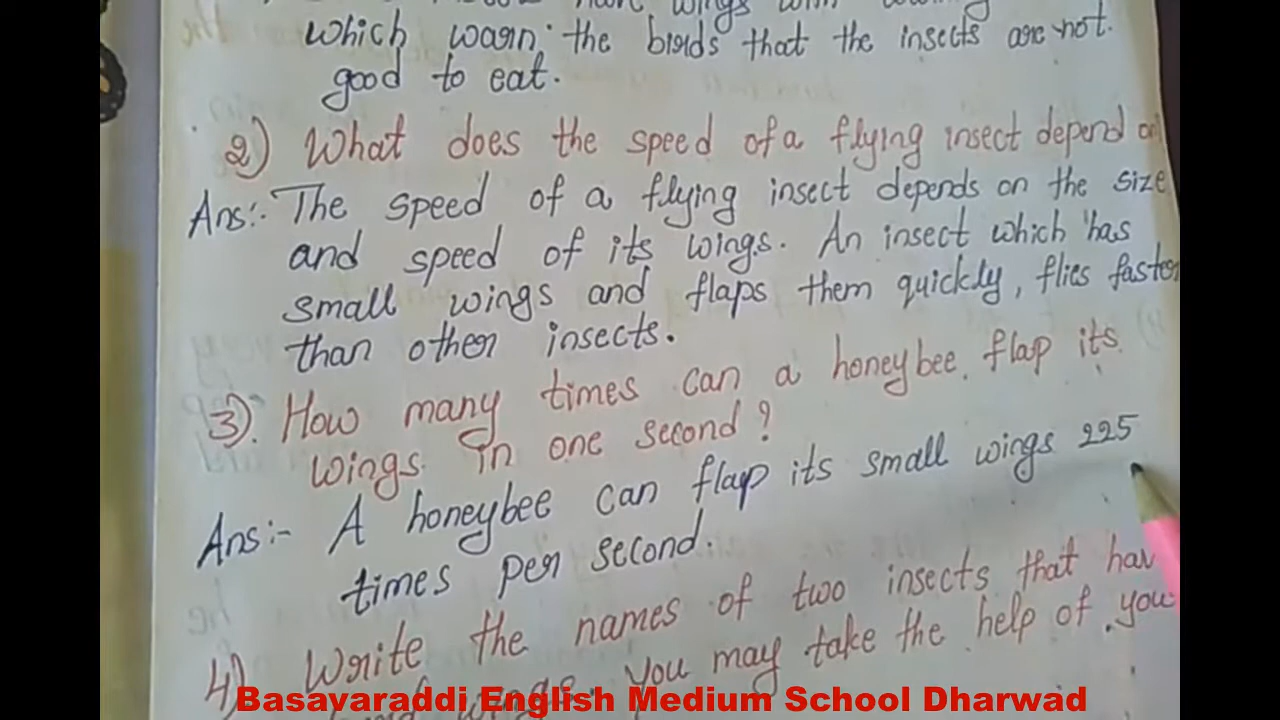 wings with
which warn the birds that the insects are not.
good to eat.
2) What does the speed of a flying insect depend on
Ans:- The speed of a flying insect depends on the size
and speed of its wings. An insect which has
small wings and flaps them quickly, flies faster
than other insects.
3). How many times can a honeybee flap its
wings in one second?
Ans:- A honeybee can flap its small wings 225
times per second.
4) Write the names of two insects that hav
wings. You may take the help of you
Basavaraddi English Medium School Dharwad